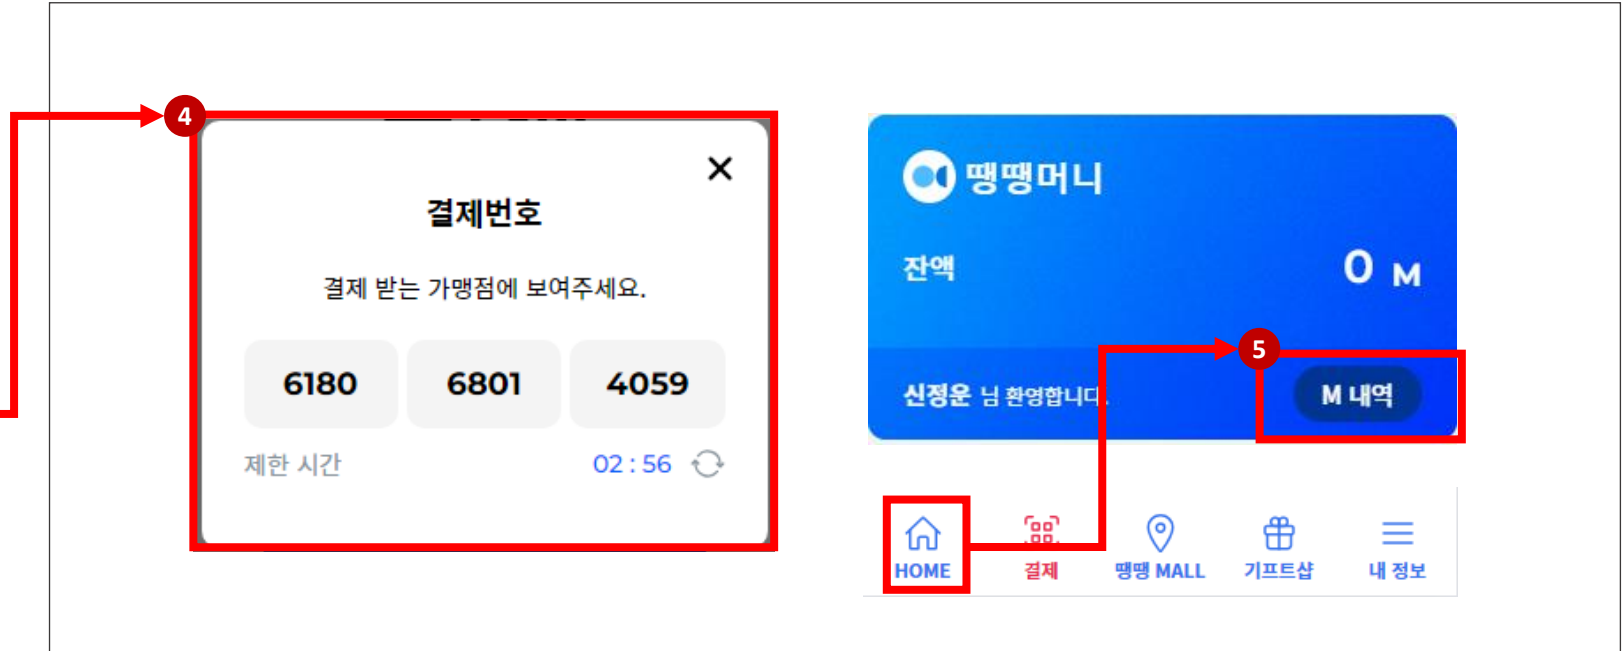 4
결제번호
결제 받는 가맹점에 보여주세요.
6180 6801 4059
제한 시간 02 : 56
땡땡머니
잔액 0 M
5
신정운 님 환영합니다.
M 내역
HOME 결제 땡땡 MALL 기프트샵 내 정보